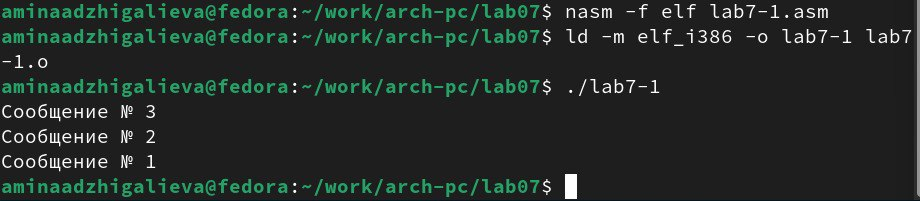 aminaadzhigalieva@fedora:~/work/arch-pc/lab07$ nasm -f elf lab7-1.asm
aminaadzhigalieva@fedora:~/work/arch-pc/lab07$ ld -m elf_i386 -o lab7-1 lab7
-1.o
aminaadzhigalieva@fedora:~/work/arch-pc/lab07$ ./lab7-1
Сообщение № 3
Сообщение № 2
Сообщение № 1
aminaadzhigalieva@fedora:~/work/arch-pc/lab07$